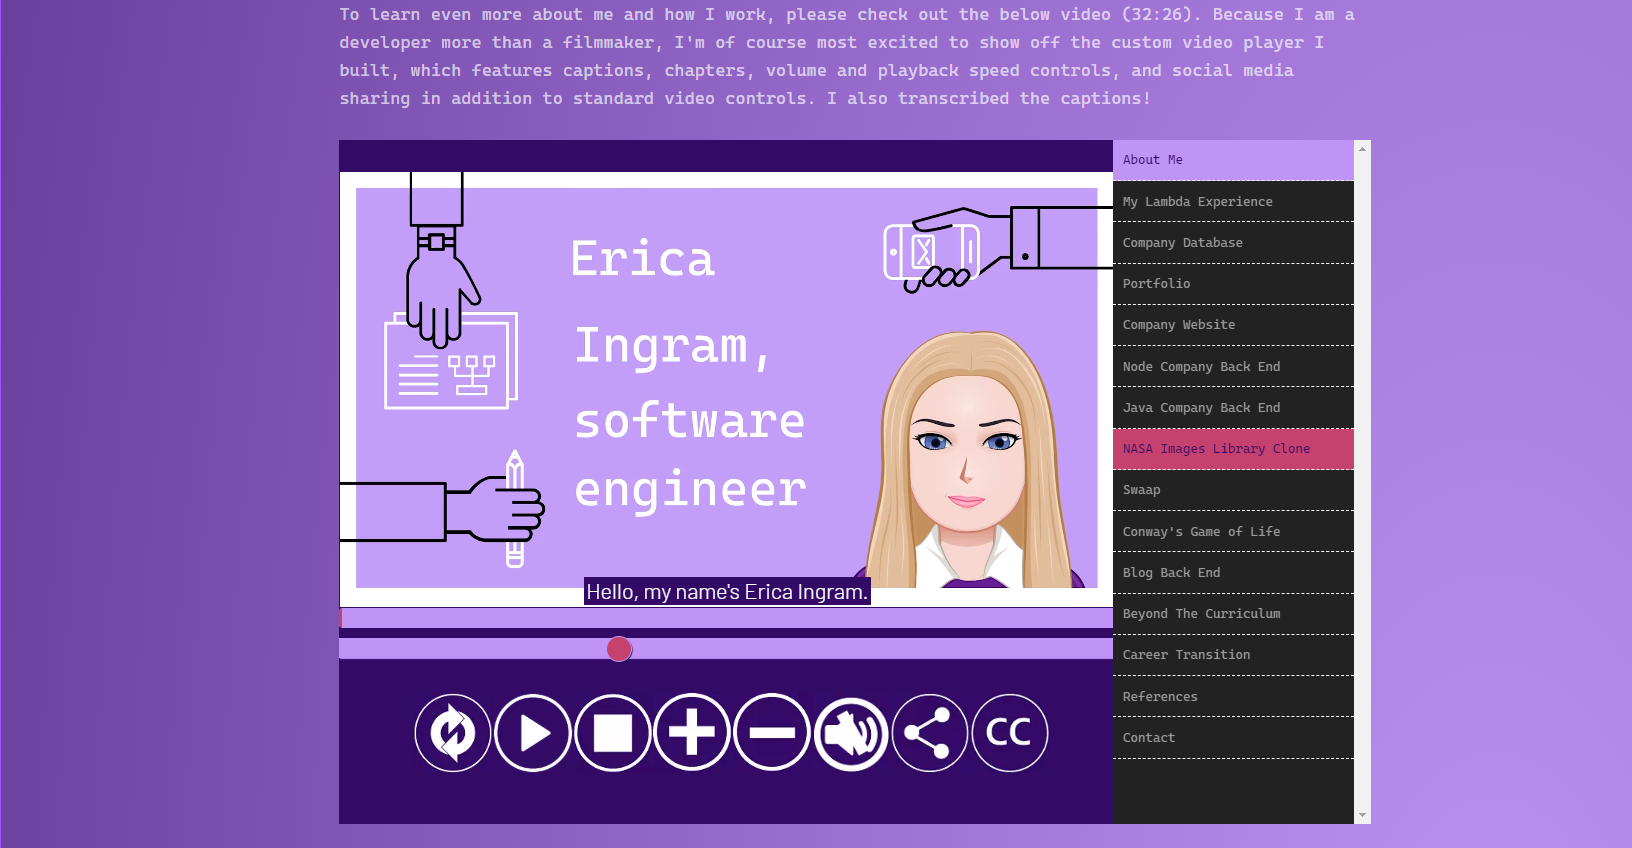 To learn even more about me and how I work, please check out the below video (32:26). Because I am a
developer more than a filmmaker, I'm of course most excited to show off the custom video player I
built, which features captions, chapters, volume and playback speed controls, and social media
sharing in addition to standard video controls. I also transcribed the captions!
Erica
Ingram,
software
engineer
X
Hello, my name's Erica Ingram.
CC
About Me
My Lambda Experience
Company Database
Portfolio
Company Website
Node Company Back End
Java Company Back End
NASA Images Library Clone
Swaap
Conway's Game of Life
Blog Back End
Beyond The Curriculum
Career Transition
References
Contact